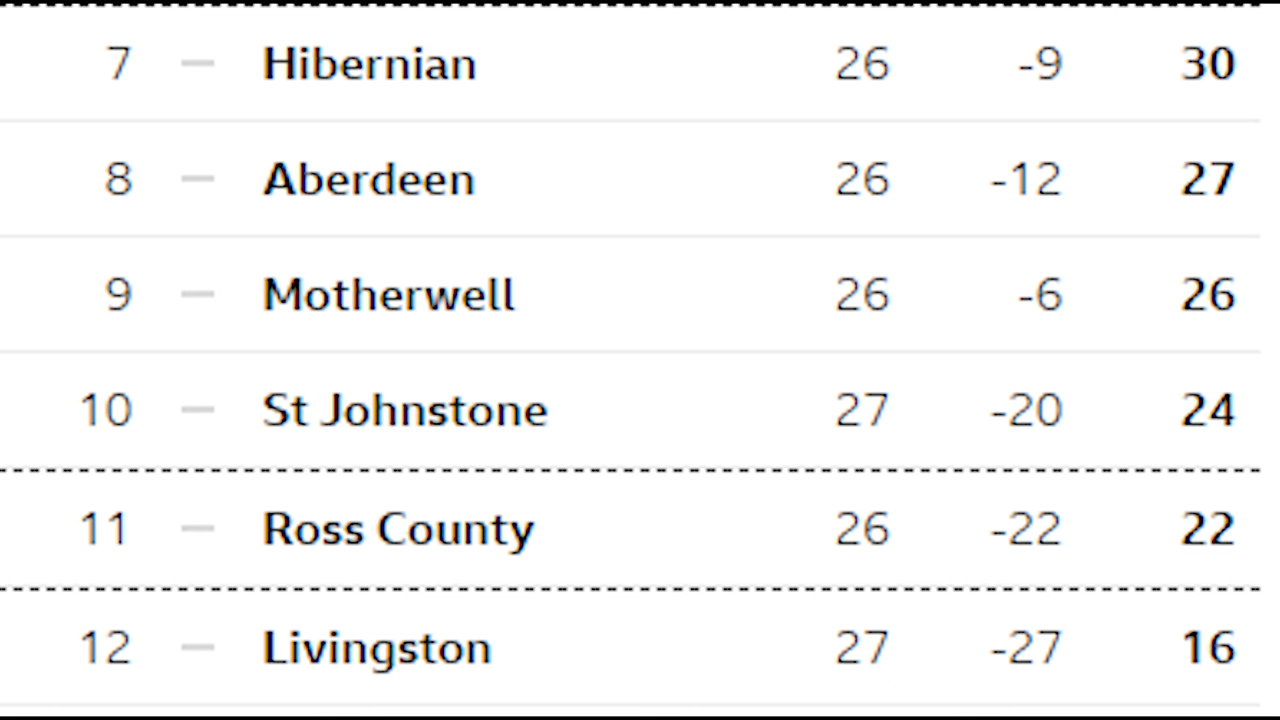 7 — Hibernian 26 -9 30
8 — Aberdeen 26 -12 27
9 — Motherwell 26 -6 26
10 — St Johnstone 27 -20 24
11 — Ross County 26 -22 22
12 — Livingston 27 -27 16